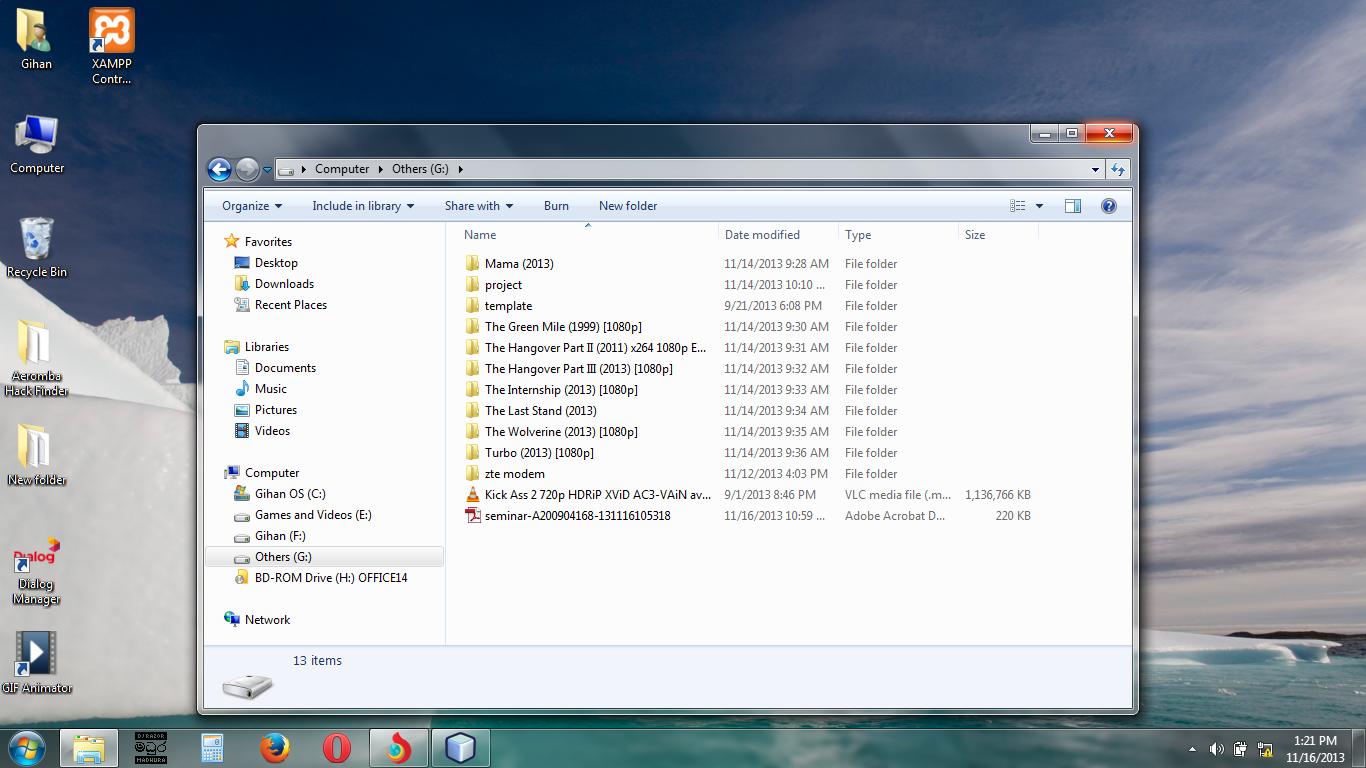 Gihan
XAMPP
Contr...
Computer
Recycle Bin
Aeromba
Hack Finder
New folder
Dialog
Dialog
Manager
GIF Animator
Computer Others (G:)
Organize Include in library Share with Burn New folder
Favorites
Desktop
Downloads
Recent Places
Libraries
Documents
Music
Pictures
Videos
Computer
Gihan OS (C:)
Games and Videos (E:)
Gihan (F:)
Others (G:)
BD-ROM Drive (H:) OFFICE14
Network
Name Date modified Type Size
Mama (2013) 11/14/2013 9:28 AM File folder
project 11/14/2013 10:10 ... File folder
template 9/21/2013 6:08 PM File folder
The Green Mile (1999) [1080p] 11/14/2013 9:30 AM File folder
The Hangover Part II (2011) x264 1080p E... 11/14/2013 9:31 AM File folder
The Hangover Part III (2013) [1080p] 11/14/2013 9:32 AM File folder
The Internship (2013) [1080p] 11/14/2013 9:33 AM File folder
The Last Stand (2013) 11/14/2013 9:34 AM File folder
The Wolverine (2013) [1080p] 11/14/2013 9:35 AM File folder
Turbo (2013) [1080p] 11/14/2013 9:36 AM File folder
zte modem 11/12/2013 4:03 PM File folder
Kick Ass 2 720p HDRiP XViD AC3-VAiN av... 9/1/2013 8:46 PM VLC media file (.m... 1,136,766 KB
seminar-A200904168-131116105318 11/16/2013 10:59 ... Adobe Acrobat D... 220 KB
13 items
DJ RAZOR
MADHURA
1:21 PM
11/16/2013